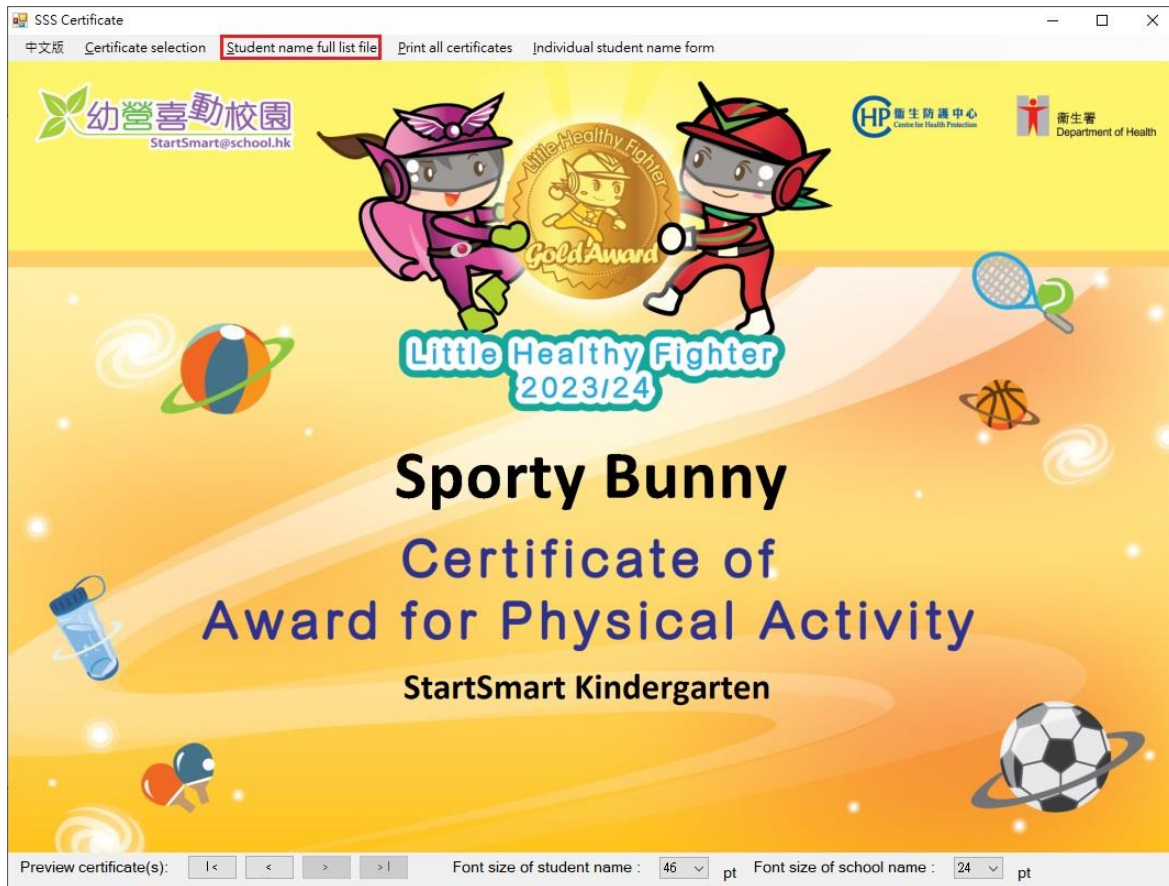 SSS Certificate
中文版 Certificate selection Student name full list file Print all certificates Individual student name form
幼營喜動校園
StartSmart@school.hk
Little Healthy Fighter
Gold Award
CHP 衞生防護中心
Centre for Health Protection
衞生署
Department of Health
Little Healthy Fighter
2023/24
Sporty Bunny
Certificate of
Award for Physical Activity
StartSmart Kindergarten
Preview certificate(s): |< < > >| Font size of student name : 46 pt Font size of school name : 24 pt